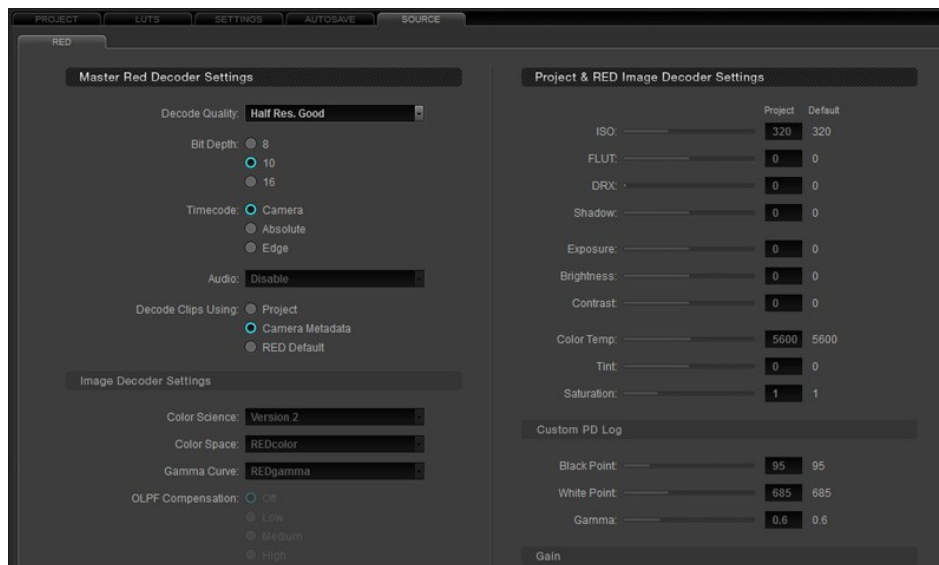 PROJECT LUTS SETTINGS AUTOSAVE SOURCE
RED
Master Red Decoder Settings
Decode Quality: Half Res. Good
Bit Depth: 8
10
16
Timecode: Camera
Absolute
Edge
Audio: Disable
Decode Clips Using: Project
Camera Metadata
RED Default
Image Decoder Settings
Color Science: Version 2
Color Space: REDcolor
Gamma Curve: REDgamma
OLPF Compensation: Off
Low
Medium
High
Project & RED Image Decoder Settings
Project Default
ISO: 320 320
FLUT: 0 0
DRX: 0 0
Shadow: 0 0
Exposure: 0 0
Brightness: 0 0
Contrast: 0 0
Color Temp: 5600 5600
Tint: 0 0
Saturation: 1 1
Custom PD Log
Black Point: 95 95
White Point: 685 685
Gamma: 0.6 0.6
Gain